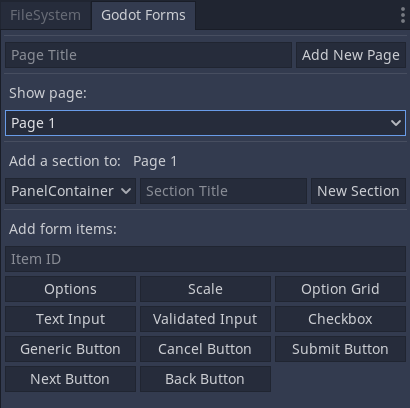 FileSystem Godot Forms
Page Title Add New Page
Show page:
Page 1
Add a section to: Page 1
PanelContainer Section Title New Section
Add form items:
Item ID
Options Scale Option Grid
Text Input Validated Input Checkbox
Generic Button Cancel Button Submit Button
Next Button Back Button